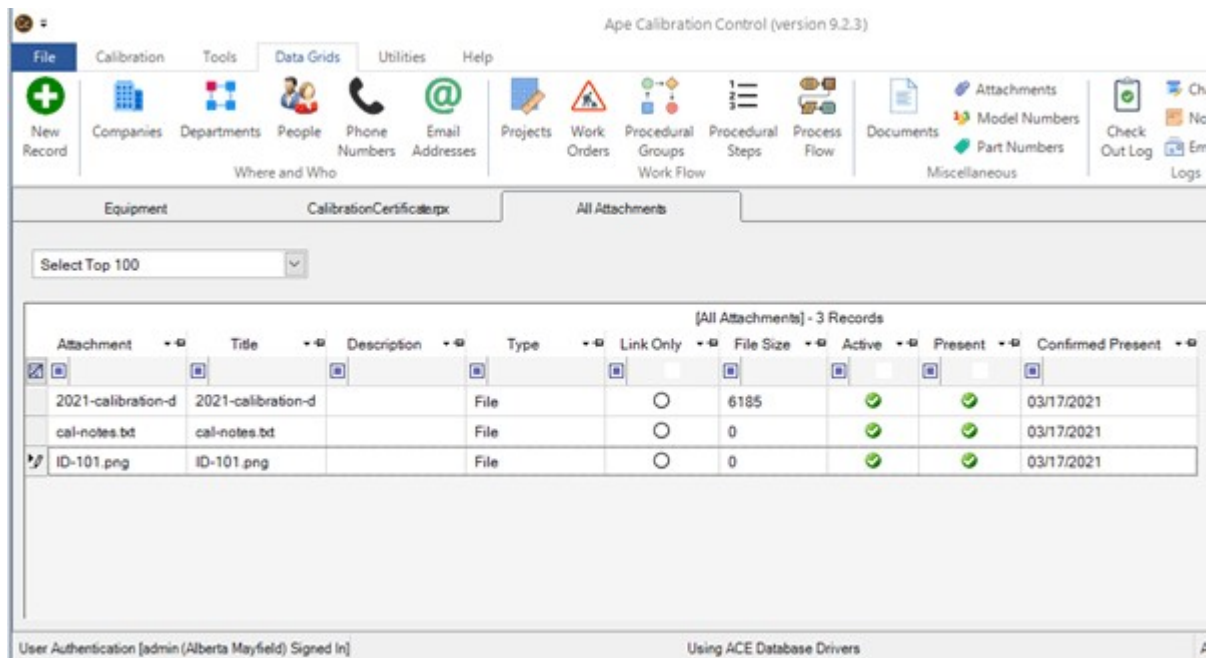 Ape Calibration Control (version 9.2.3)
File Calibration Tools Data Grids Utilities Help
New Record
Companies
Departments
People
Phone Numbers
Email Addresses
Where and Who
Projects
Work Orders
Procedural Groups
Procedural Steps
Process Flow
Work Flow
Documents
Attachments
Model Numbers
Part Numbers
Miscellaneous
Check Out Log
Ch
No
Em
Logs
Equipment CalibrationCertificate.rpx All Attachments
Select Top 100
[All Attachments] - 3 Records
Attachment Title Description Type Link Only File Size Active Present Confirmed Present
2021-calibration-d 2021-calibration-d File 6185 03/17/2021
cal-notes.txt cal-notes.txt File 0 03/17/2021
ID-101.png ID-101.png File 0 03/17/2021
User Authentication [admin (Alberta Mayfield) Signed In] Using ACE Database Drivers